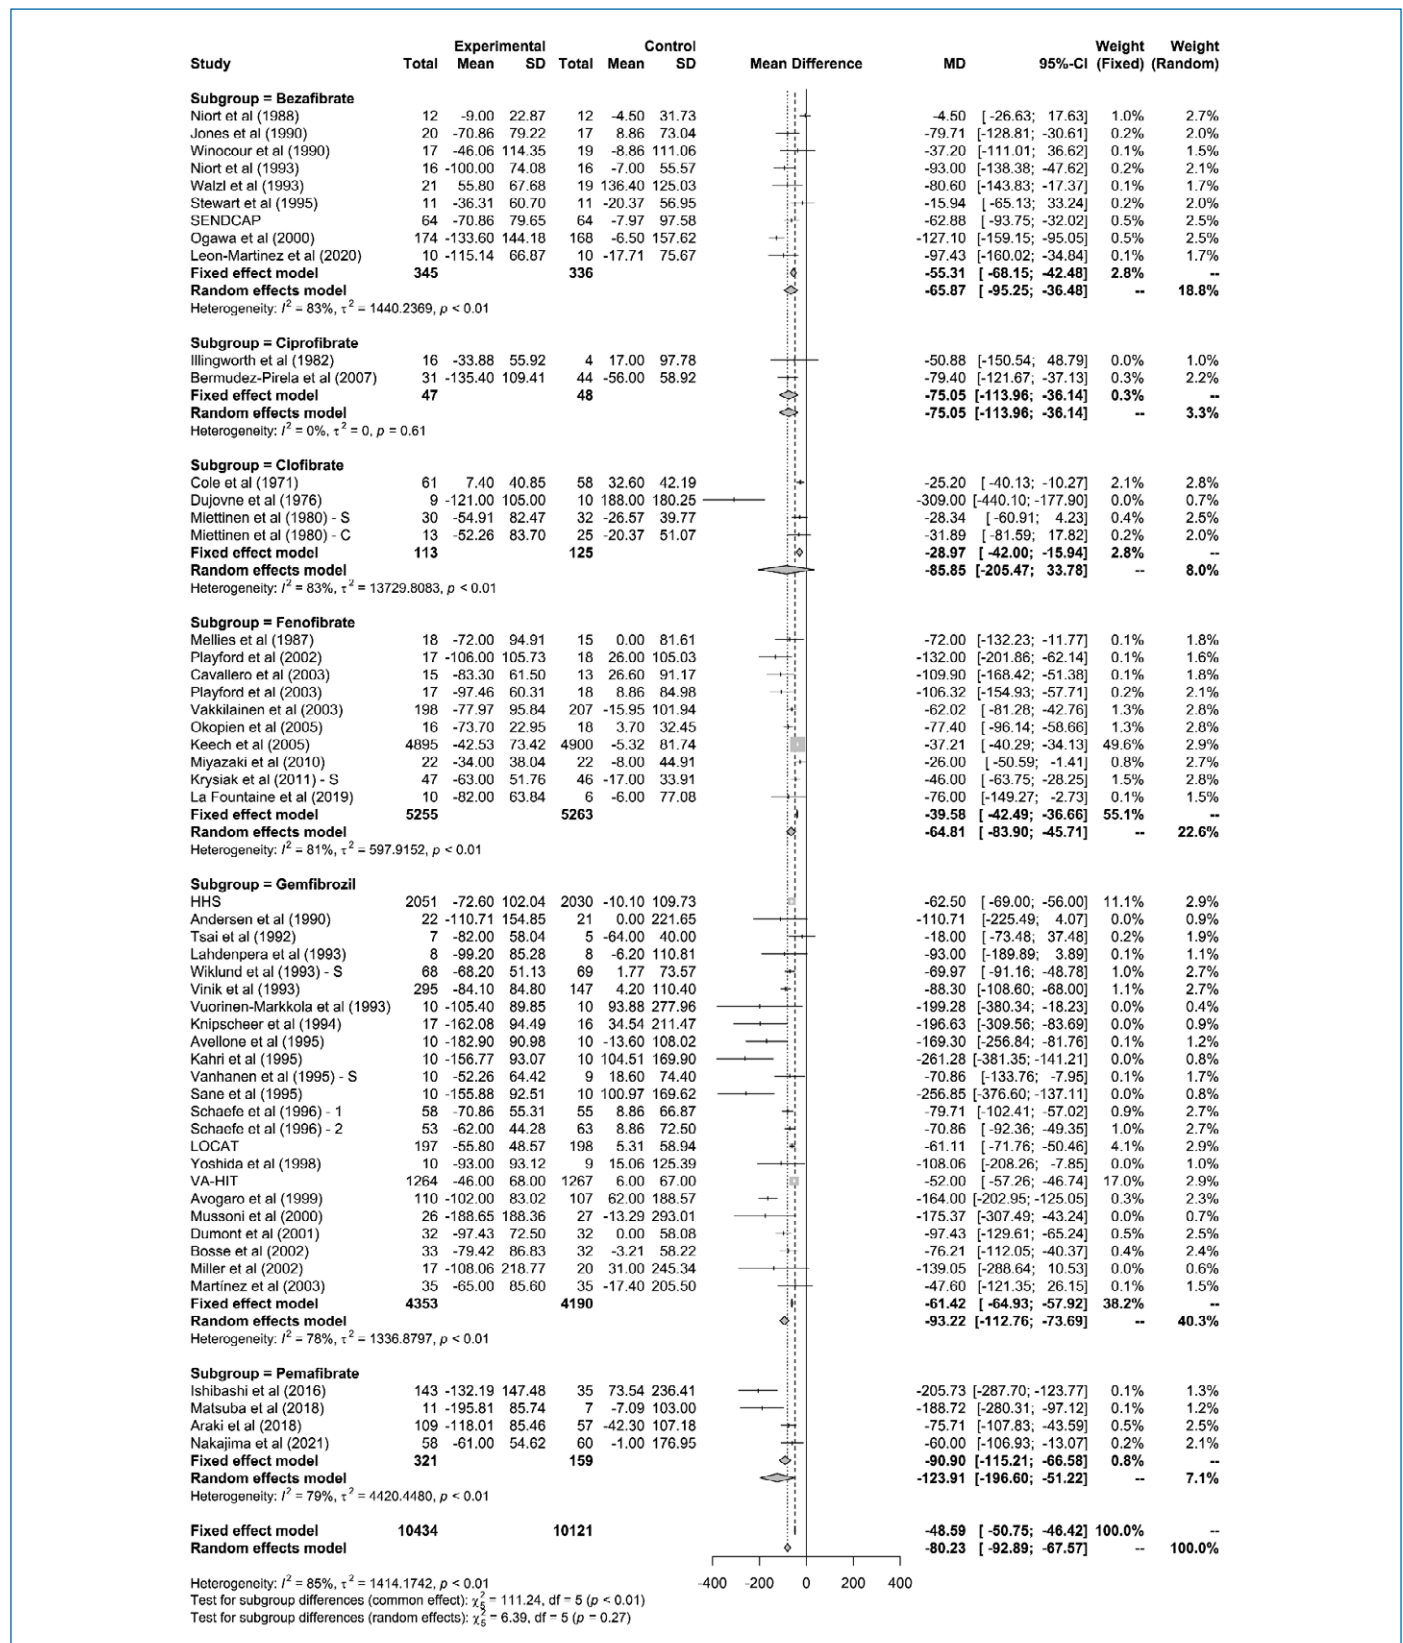 Experimental Control Weight Weight
Study Total Mean SD Total Mean SD Mean Difference MD 95%-CI (Fixed) (Random)
Subgroup = Bezafibrate
Niort et al (1988) 12 -9.00 22.87 12 -4.50 31.73 -4.50 [ -26.63; 17.63] 1.0% 2.7%
Jones et al (1990) 20 -70.86 79.22 17 8.86 73.04 -79.71 [-128.81; -30.61] 0.2% 2.0%
Winocour et al (1990) 17 -46.06 114.35 19 -8.86 111.06 -37.20 [-111.01; 36.62] 0.1% 1.5%
Niort et al (1993) 16 -100.00 74.08 16 -7.00 55.57 -93.00 [-138.38; -47.62] 0.2% 2.1%
Walzl et al (1993) 21 55.80 67.68 19 136.40 125.03 -80.60 [-143.83; -17.37] 0.1% 1.7%
Stewart et al (1995) 11 -36.31 60.70 11 -20.37 56.95 -15.94 [ -65.13; 33.24] 0.2% 2.0%
SENDCAP 64 -70.86 79.65 64 -7.97 97.58 -62.88 [ -93.75; -32.02] 0.5% 2.5%
Ogawa et al (2000) 174 -133.60 144.18 168 -6.50 157.62 -127.10 [-159.15; -95.05] 0.5% 2.5%
Leon-Martinez et al (2020) 10 -115.14 66.87 10 -17.71 75.67 -97.43 [-160.02; -34.84] 0.1% 1.7%
Fixed effect model 345 336 -55.31 [ -68.15; -42.48] 2.8% --
Random effects model -65.87 [ -95.25; -36.48] -- 18.8%
Heterogeneity: I² = 83%, τ² = 1440.2369, p < 0.01
Subgroup = Ciprofibrate
Illingworth et al (1982) 16 -33.88 55.92 4 17.00 97.78 -50.88 [-150.54; 48.79] 0.0% 1.0%
Bermudez-Pirela et al (2007) 31 -135.40 109.41 44 -56.00 58.92 -79.40 [-121.67; -37.13] 0.3% 2.2%
Fixed effect model 47 48 -75.05 [-113.96; -36.14] 0.3% --
Random effects model -75.05 [-113.96; -36.14] -- 3.3%
Heterogeneity: I² = 0%, τ² = 0, p = 0.61
Subgroup = Clofibrate
Cole et al (1971) 61 7.40 40.85 58 32.60 42.19 -25.20 [ -40.13; -10.27] 2.1% 2.8%
Dujovne et al (1976) 9 -121.00 105.00 10 188.00 180.25 -309.00 [-440.10; -177.90] 0.0% 0.7%
Miettinen et al (1980) - S 30 -54.91 82.47 32 -26.57 39.77 -28.34 [ -60.91; 4.23] 0.4% 2.5%
Miettinen et al (1980) - C 13 -52.26 83.70 25 -20.37 51.07 -31.89 [ -81.59; 17.82] 0.2% 2.0%
Fixed effect model 113 125 -28.97 [ -42.00; -15.94] 2.8% --
Random effects model -85.85 [-205.47; 33.78] -- 8.0%
Heterogeneity: I² = 83%, τ² = 13729.8083, p < 0.01
Subgroup = Fenofibrate
Mellies et al (1987) 18 -72.00 94.91 15 0.00 81.61 -72.00 [-132.23; -11.77] 0.1% 1.8%
Playford et al (2002) 17 -106.00 105.73 18 26.00 105.03 -132.00 [-201.86; -62.14] 0.1% 1.6%
Cavallero et al (2003) 15 -83.30 61.50 13 26.60 91.17 -109.90 [-168.42; -51.38] 0.1% 1.8%
Playford et al (2003) 17 -97.46 60.31 18 8.86 84.98 -106.32 [-154.93; -57.71] 0.2% 2.1%
Vakkilainen et al (2003) 198 -77.97 95.84 207 -15.95 101.94 -62.02 [ -81.28; -42.76] 1.3% 2.8%
Okopien et al (2005) 16 -73.70 22.95 18 3.70 32.45 -77.40 [ -96.14; -58.66] 1.3% 2.8%
Keech et al (2005) 4895 -42.53 73.42 4900 -5.32 81.74 -37.21 [ -40.29; -34.13] 49.6% 2.9%
Miyazaki et al (2010) 22 -34.00 38.04 22 -8.00 44.91 -26.00 [ -50.59; -1.41] 0.8% 2.7%
Krysiak et al (2011) - S 47 -63.00 51.76 46 -17.00 33.91 -46.00 [ -63.75; -28.25] 1.5% 2.8%
La Fountaine et al (2019) 10 -82.00 63.84 6 -6.00 77.08 -76.00 [-149.27; -2.73] 0.1% 1.5%
Fixed effect model 5255 5263 -39.58 [ -42.49; -36.66] 55.1% --
Random effects model -64.81 [ -83.90; -45.71] -- 22.6%
Heterogeneity: I² = 81%, τ² = 597.9152, p < 0.01
Subgroup = Gemfibrozil
HHS 2051 -72.60 102.04 2030 -10.10 109.73 -62.50 [ -69.00; -56.00] 11.1% 2.9%
Andersen et al (1990) 22 -110.71 154.85 21 0.00 221.65 -110.71 [-225.49; 4.07] 0.0% 0.9%
Tsai et al (1992) 7 -82.00 58.04 5 -64.00 40.00 -18.00 [ -73.48; 37.48] 0.2% 1.9%
Lahdenpera et al (1993) 8 -99.20 85.28 8 -6.20 110.81 -93.00 [-189.89; 3.89] 0.1% 1.1%
Wiklund et al (1993) - S 68 -68.20 51.13 69 1.77 73.57 -69.97 [ -91.16; -48.78] 1.0% 2.7%
Vinik et al (1993) 295 -84.10 84.80 147 4.20 110.40 -88.30 [-108.60; -68.00] 1.1% 2.7%
Vuorinen-Markkola et al (1993) 10 -105.40 89.85 10 93.88 277.96 -199.28 [-380.34; -18.23] 0.0% 0.4%
Knipscheer et al (1994) 17 -162.08 94.49 16 34.54 211.47 -196.63 [-309.56; -83.69] 0.0% 0.9%
Avellone et al (1995) 10 -182.90 90.98 10 -13.60 108.02 -169.30 [-256.84; -81.76] 0.1% 1.2%
Kahri et al (1995) 10 -156.77 93.07 10 104.51 169.90 -261.28 [-381.35; -141.21] 0.0% 0.8%
Vanhanen et al (1995) - S 10 -52.26 64.42 9 18.60 74.40 -70.86 [-133.76; -7.95] 0.1% 1.7%
Sane et al (1995) 10 -155.88 92.51 10 100.97 169.62 -256.85 [-376.60; -137.11] 0.0% 0.8%
Schaefe et al (1996) - 1 58 -70.86 55.31 55 8.86 66.87 -79.71 [-102.41; -57.02] 0.9% 2.7%
Schaefe et al (1996) - 2 53 -62.00 44.28 63 8.86 72.50 -70.86 [ -92.36; -49.35] 1.0% 2.7%
LOCAT 197 -55.80 48.57 198 5.31 58.94 -61.11 [ -71.76; -50.46] 4.1% 2.9%
Yoshida et al (1998) 10 -93.00 93.12 9 15.06 125.39 -108.06 [-208.26; -7.85] 0.0% 1.0%
VA-HIT 1264 -46.00 68.00 1267 6.00 67.00 -52.00 [ -57.26; -46.74] 17.0% 2.9%
Avogaro et al (1999) 110 -102.00 83.02 107 62.00 188.57 -164.00 [-202.95; -125.05] 0.3% 2.3%
Mussoni et al (2000) 26 -188.65 188.36 27 -13.29 293.01 -175.37 [-307.49; -43.24] 0.0% 0.7%
Dumont et al (2001) 32 -97.43 72.50 32 0.00 58.08 -97.43 [-129.61; -65.24] 0.5% 2.5%
Bosse et al (2002) 33 -79.42 86.83 32 -3.21 58.22 -76.21 [-112.05; -40.37] 0.4% 2.4%
Miller et al (2002) 17 -108.06 218.77 20 31.00 245.34 -139.05 [-288.64; 10.53] 0.0% 0.6%
Martínez et al (2003) 35 -65.00 85.60 35 -17.40 205.50 -47.60 [-121.35; 26.15] 0.1% 1.5%
Fixed effect model 4353 4190 -61.42 [ -64.93; -57.92] 38.2% --
Random effects model -93.22 [-112.76; -73.69] -- 40.3%
Heterogeneity: I² = 78%, τ² = 1336.8797, p < 0.01
Subgroup = Pemafibrate
Ishibashi et al (2016) 143 -132.19 147.48 35 73.54 236.41 -205.73 [-287.70; -123.77] 0.1% 1.3%
Matsuba et al (2018) 11 -195.81 85.74 7 -7.09 103.00 -188.72 [-280.31; -97.12] 0.1% 1.2%
Araki et al (2018) 109 -118.01 85.46 57 -42.30 107.18 -75.71 [-107.83; -43.59] 0.5% 2.5%
Nakajima et al (2021) 58 -61.00 54.62 60 -1.00 176.95 -60.00 [-106.93; -13.07] 0.2% 2.1%
Fixed effect model 321 159 -90.90 [-115.21; -66.58] 0.8% --
Random effects model -123.91 [-196.60; -51.22] -- 7.1%
Heterogeneity: I² = 79%, τ² = 4420.4480, p < 0.01
Fixed effect model 10434 10121 -48.59 [ -50.75; -46.42] 100.0% --
Random effects model -80.23 [ -92.89; -67.57] -- 100.0%
-400 -200 0 200 400
Heterogeneity: I² = 85%, τ² = 1414.1742, p < 0.01
Test for subgroup differences (common effect): χ²₅ = 111.24, df = 5 (p < 0.01)
Test for subgroup differences (random effects): χ²₅ = 6.39, df = 5 (p = 0.27)